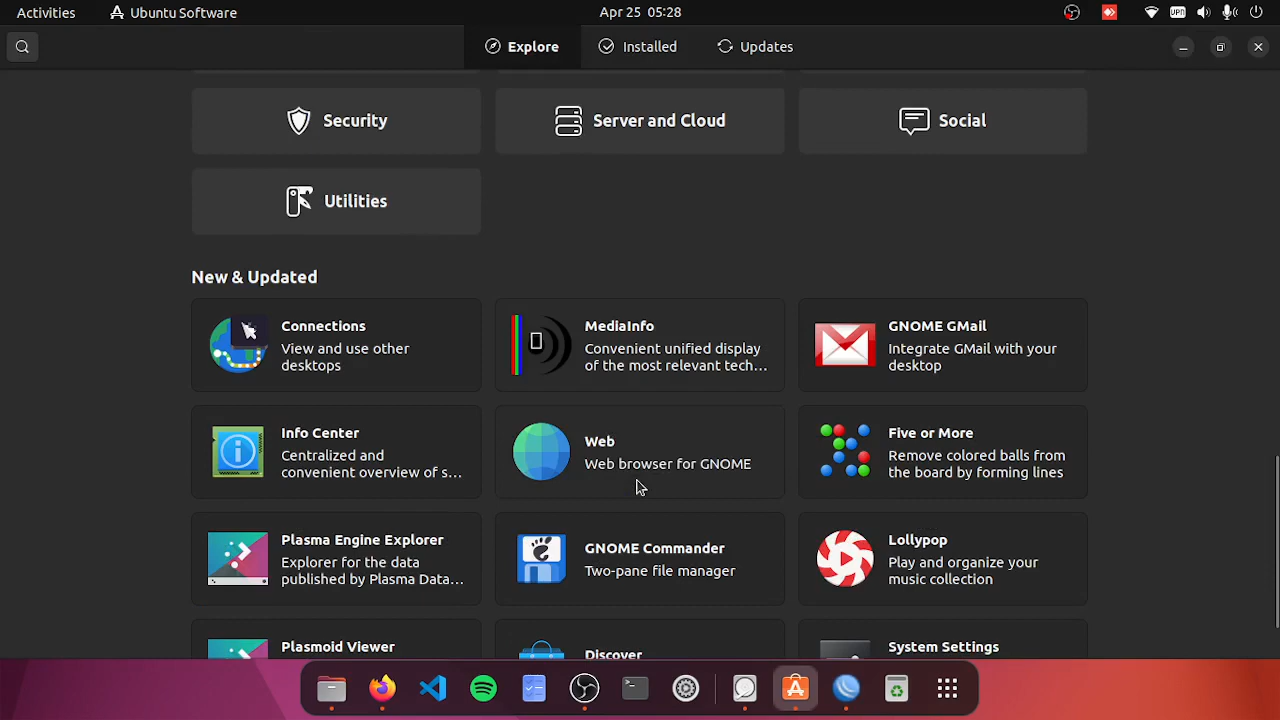 Activities
Ubuntu Software
Apr 25 05:28
VPN
Explore
Installed
Updates
Security
Server and Cloud
Social
Utilities
New & Updated
Connections
View and use other
desktops
MediaInfo
Convenient unified display
of the most relevant tech...
GNOME GMail
Integrate GMail with your
desktop
Info Center
Centralized and
convenient overview of s...
Web
Web browser for GNOME
Five or More
Remove colored balls from
the board by forming lines
Plasma Engine Explorer
Explorer for the data
published by Plasma Data...
GNOME Commander
Two-pane file manager
Lollypop
Play and organize your
music collection
Plasmoid Viewer
Discover
System Settings